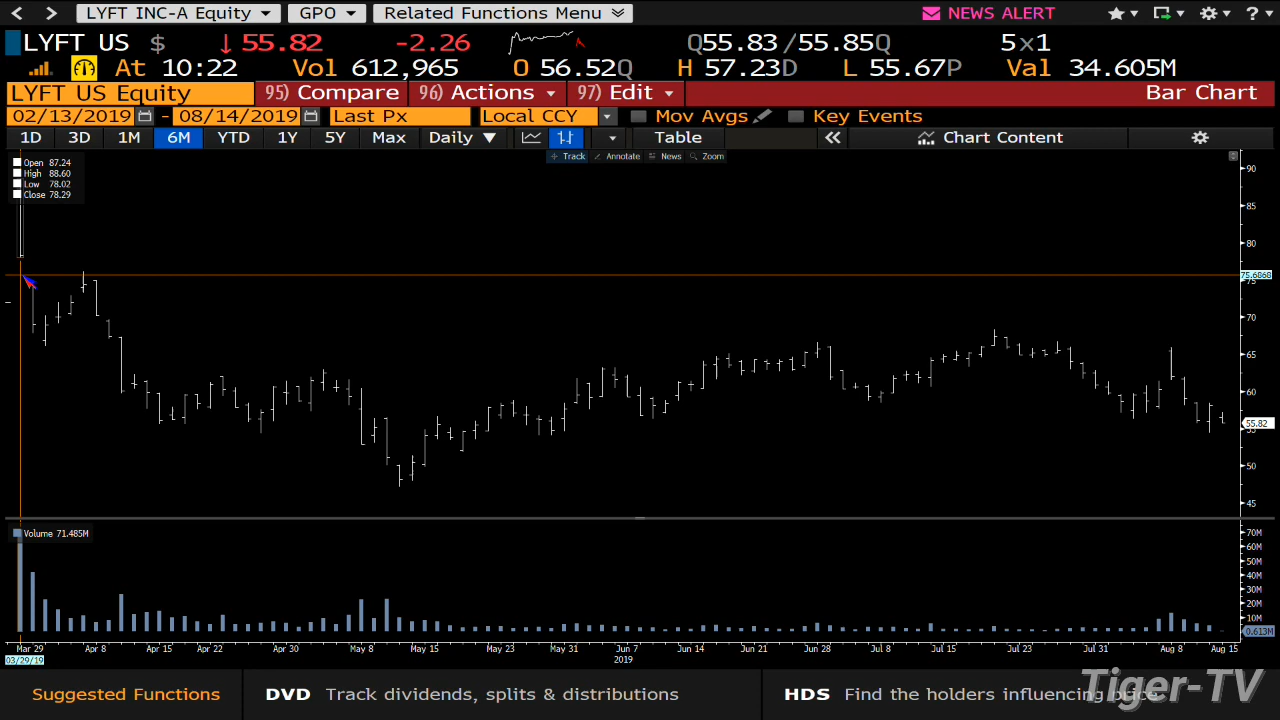 LYFT INC-A Equity GPO Related Functions Menu NEWS ALERT ?
LYFT US $ ↓ 55.82 -2.26 Q55.83 /55.85Q 5x1
At 10:22 Vol 612,965 O 56.52Q H 57.23D L 55.67P Val 34.605M
LYFT US Equity 95) Compare 96) Actions 97) Edit Bar Chart
02/13/2019 - 08/14/2019 Last Px Local CCY Mov Avgs Key Events
1D 3D 1M 6M YTD 1Y 5Y Max Daily ▼ Table « Chart Content
Track Annotate News Zoom
Open 87.24
High 88.60
Low 78.02
Close 78.29
90
85
80
75.6868
75
70
65
60
55.82
55
50
45
Volume 71.485M
70M
60M
50M
40M
30M
20M
10M
0.613M
Mar 29 Apr 8 Apr 15 Apr 22 Apr 30 May 8 May 15 May 23 May 31 Jun 7 Jun 14 Jun 20 Jun 28 Jul 8 Jul 15 Jul 23 Jul 31 Aug 8 Aug 15
03/29/19 2019
Suggested Functions DVD Track dividends, splits & distributions HDS Find the holders influencing price
Tiger-TV